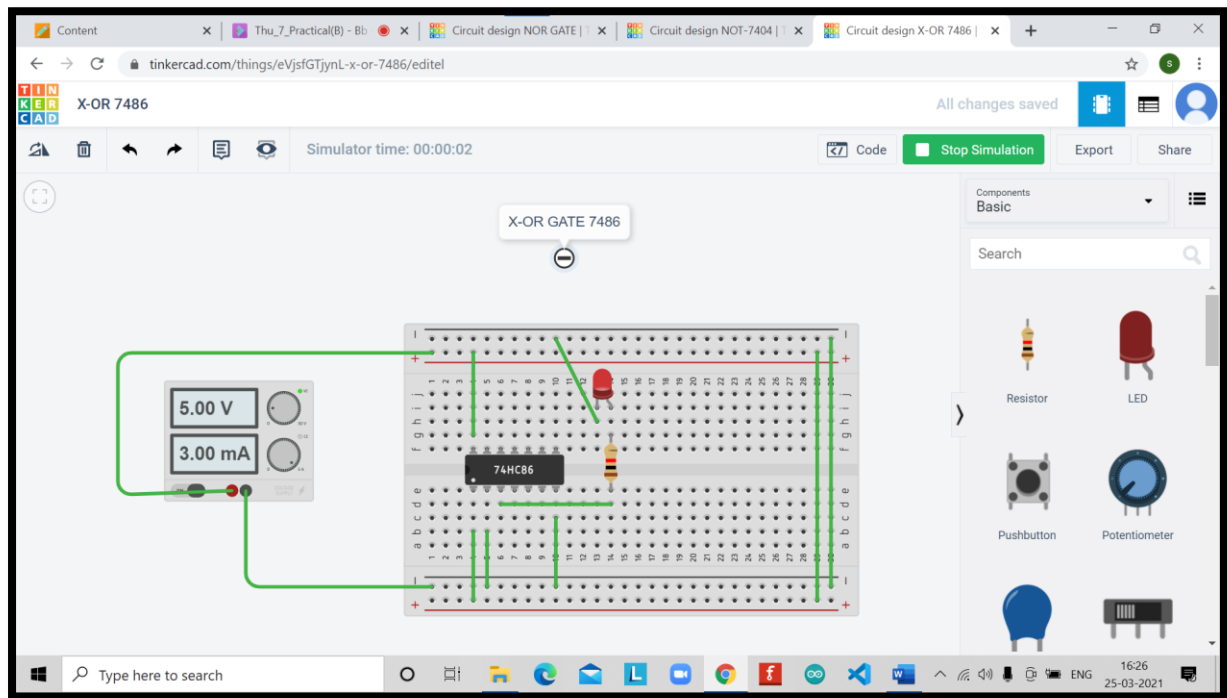 Content
Thu_7_Practical(B) - Bb
Circuit design NOR GATE | T
Circuit design NOT-7404 | T
Circuit design X-OR 7486 |
tinkercad.com/things/eVjsfGTjynL-x-or-7486/editel
S
TIN
KER
CAD
X-OR 7486
All changes saved
Simulator time: 00:00:02
Code
Stop Simulation
Export
Share
Components
Basic
Search
X-OR GATE 7486
5.00 V
3.00 mA
74HC86
Resistor
LED
Pushbutton
Potentiometer
Type here to search
ENG
16:26
25-03-2021